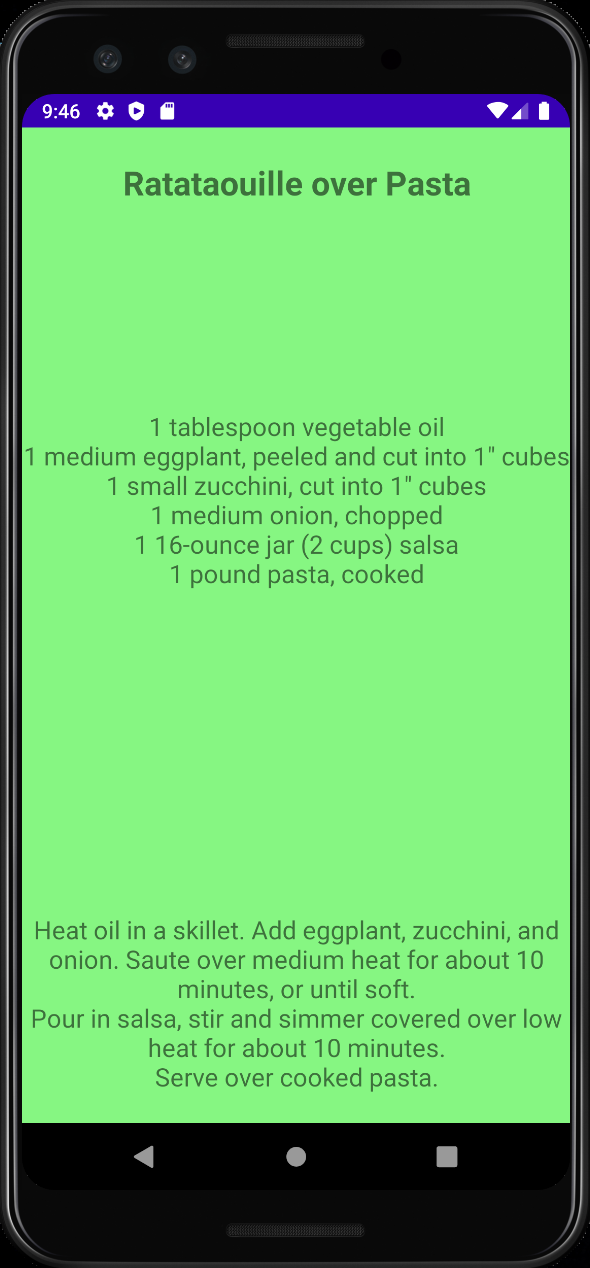 9:46
Ratataouille over Pasta
1 tablespoon vegetable oil
1 medium eggplant, peeled and cut into 1" cubes
1 small zucchini, cut into 1" cubes
1 medium onion, chopped
1 16-ounce jar (2 cups) salsa
1 pound pasta, cooked
Heat oil in a skillet. Add eggplant, zucchini, and
onion. Saute over medium heat for about 10
minutes, or until soft.
Pour in salsa, stir and simmer covered over low
heat for about 10 minutes.
Serve over cooked pasta.